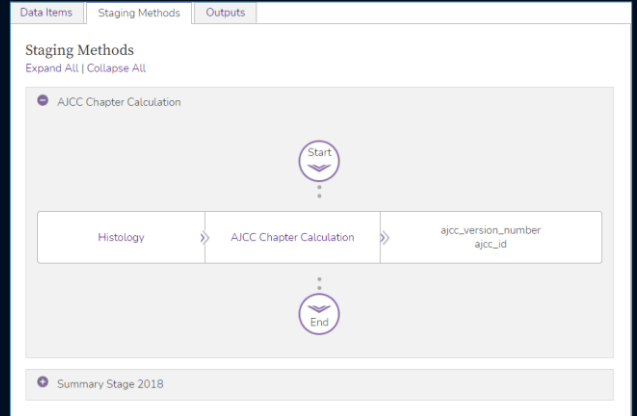 Data Items Staging Methods Outputs
Staging Methods
Expand All | Collapse All
AJCC Chapter Calculation
Start
Histology AJCC Chapter Calculation ajcc_version_number
ajcc_id
End
Summary Stage 2018